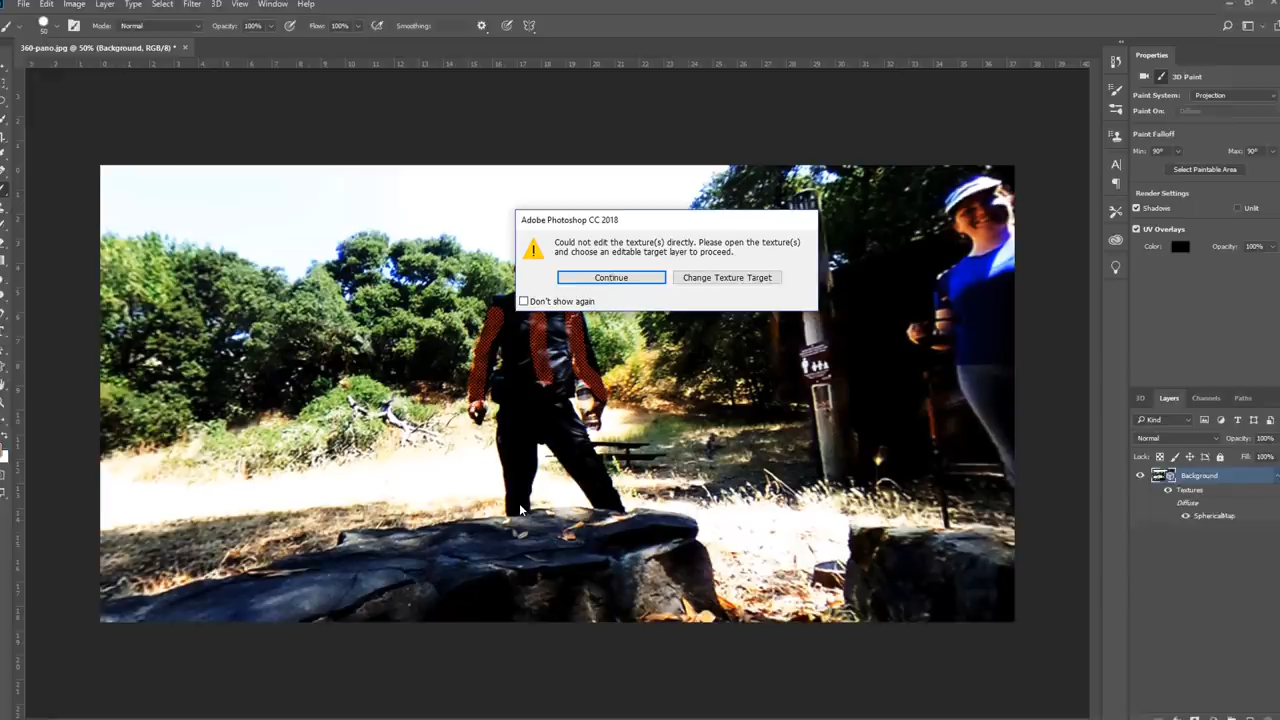 File Edit Image Layer Type Select Filter 3D View Window Help
50 Mode: Normal Opacity: 100% Flow: 100% Smoothing:
360-pano.jpg @ 50% (Background, RGB/8) *
Properties
3D Paint
Paint System: Projection
Paint On: Diffuse
Paint Falloff
Min: 90° Max: 90°
Select Paintable Area
Render Settings
Shadows Unlit
UV Overlays
Color: Opacity: 100%
Adobe Photoshop CC 2018
Could not edit the texture(s) directly. Please open the texture(s)
and choose an editable target layer to proceed.
Continue Change Texture Target
Don't show again
3D Layers Channels Paths
Kind
Normal Opacity: 100%
Lock: Fill: 100%
Background
Textures
Diffuse
SphericalMap